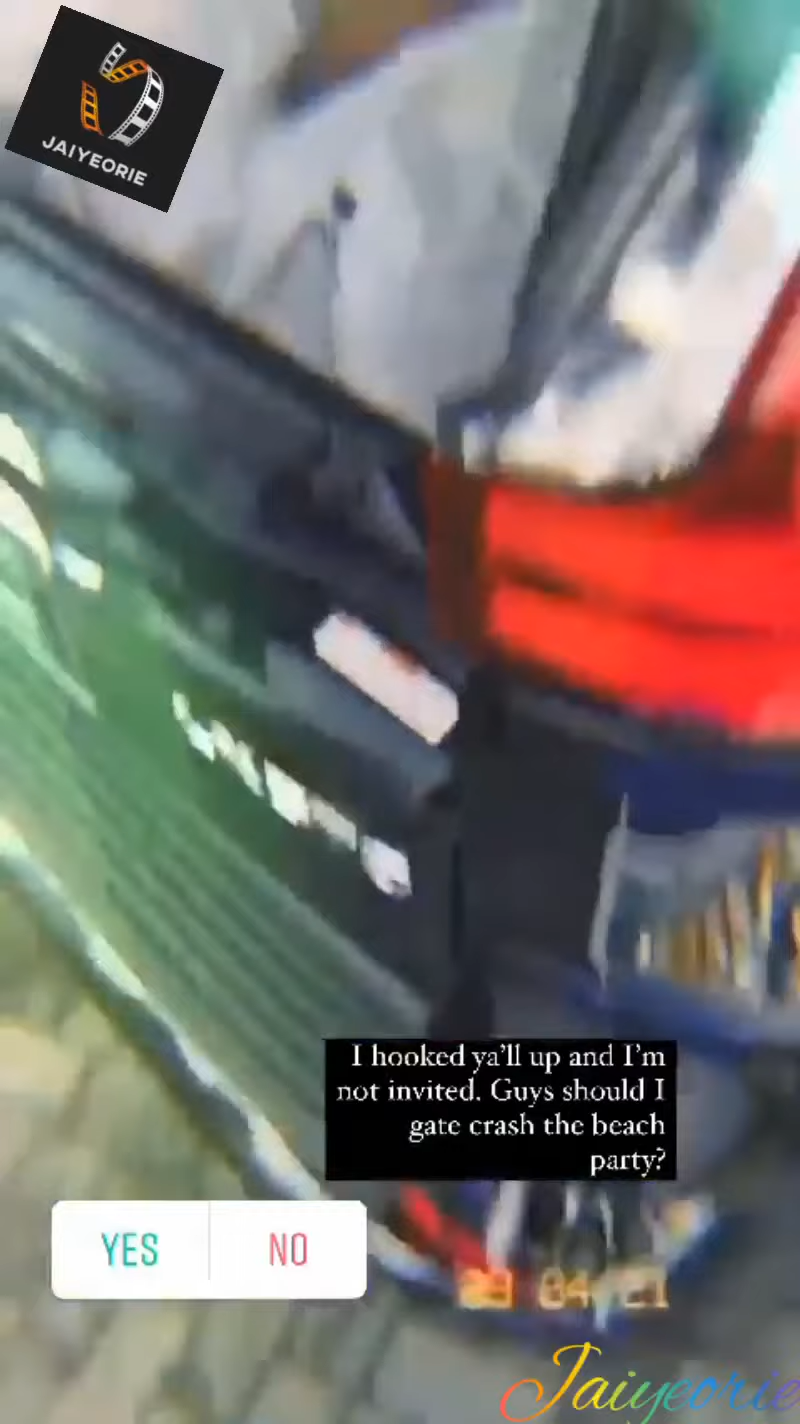 JAIYEORIE
I hooked ya'll up and I'm
not invited. Guys should I
gate crash the beach
party?
YES NO
Jaiyeorie